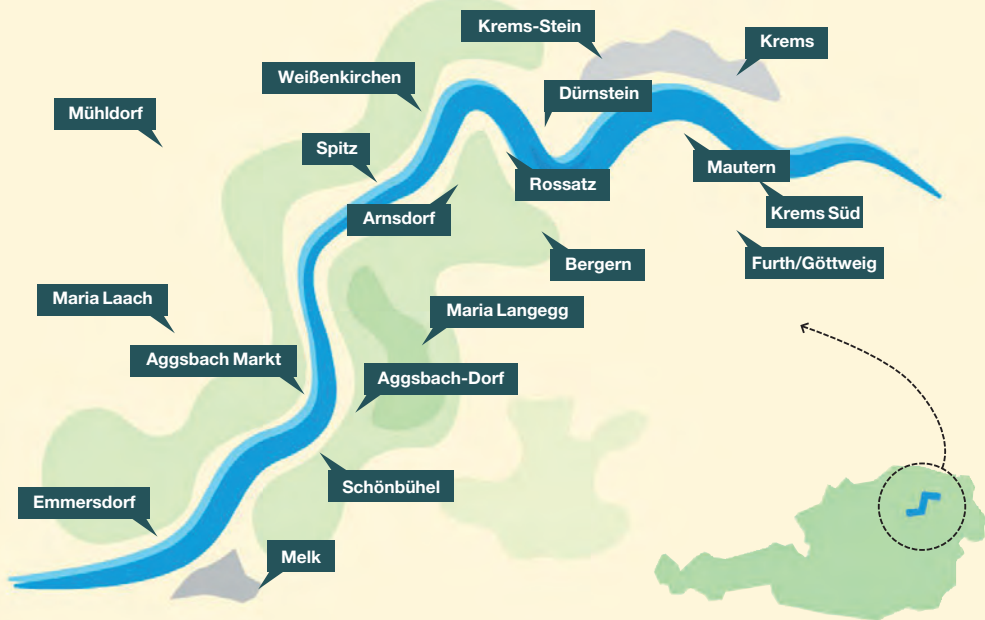 Krems-Stein
Krems
Weißenkirchen
Dürnstein
Mühldorf
Spitz
Mautern
Rossatz
Arnsdorf
Krems Süd
Bergern
Furth/Göttweig
Maria Laach
Maria Langegg
Aggsbach Markt
Aggsbach-Dorf
Schönbühel
Emmersdorf
Melk